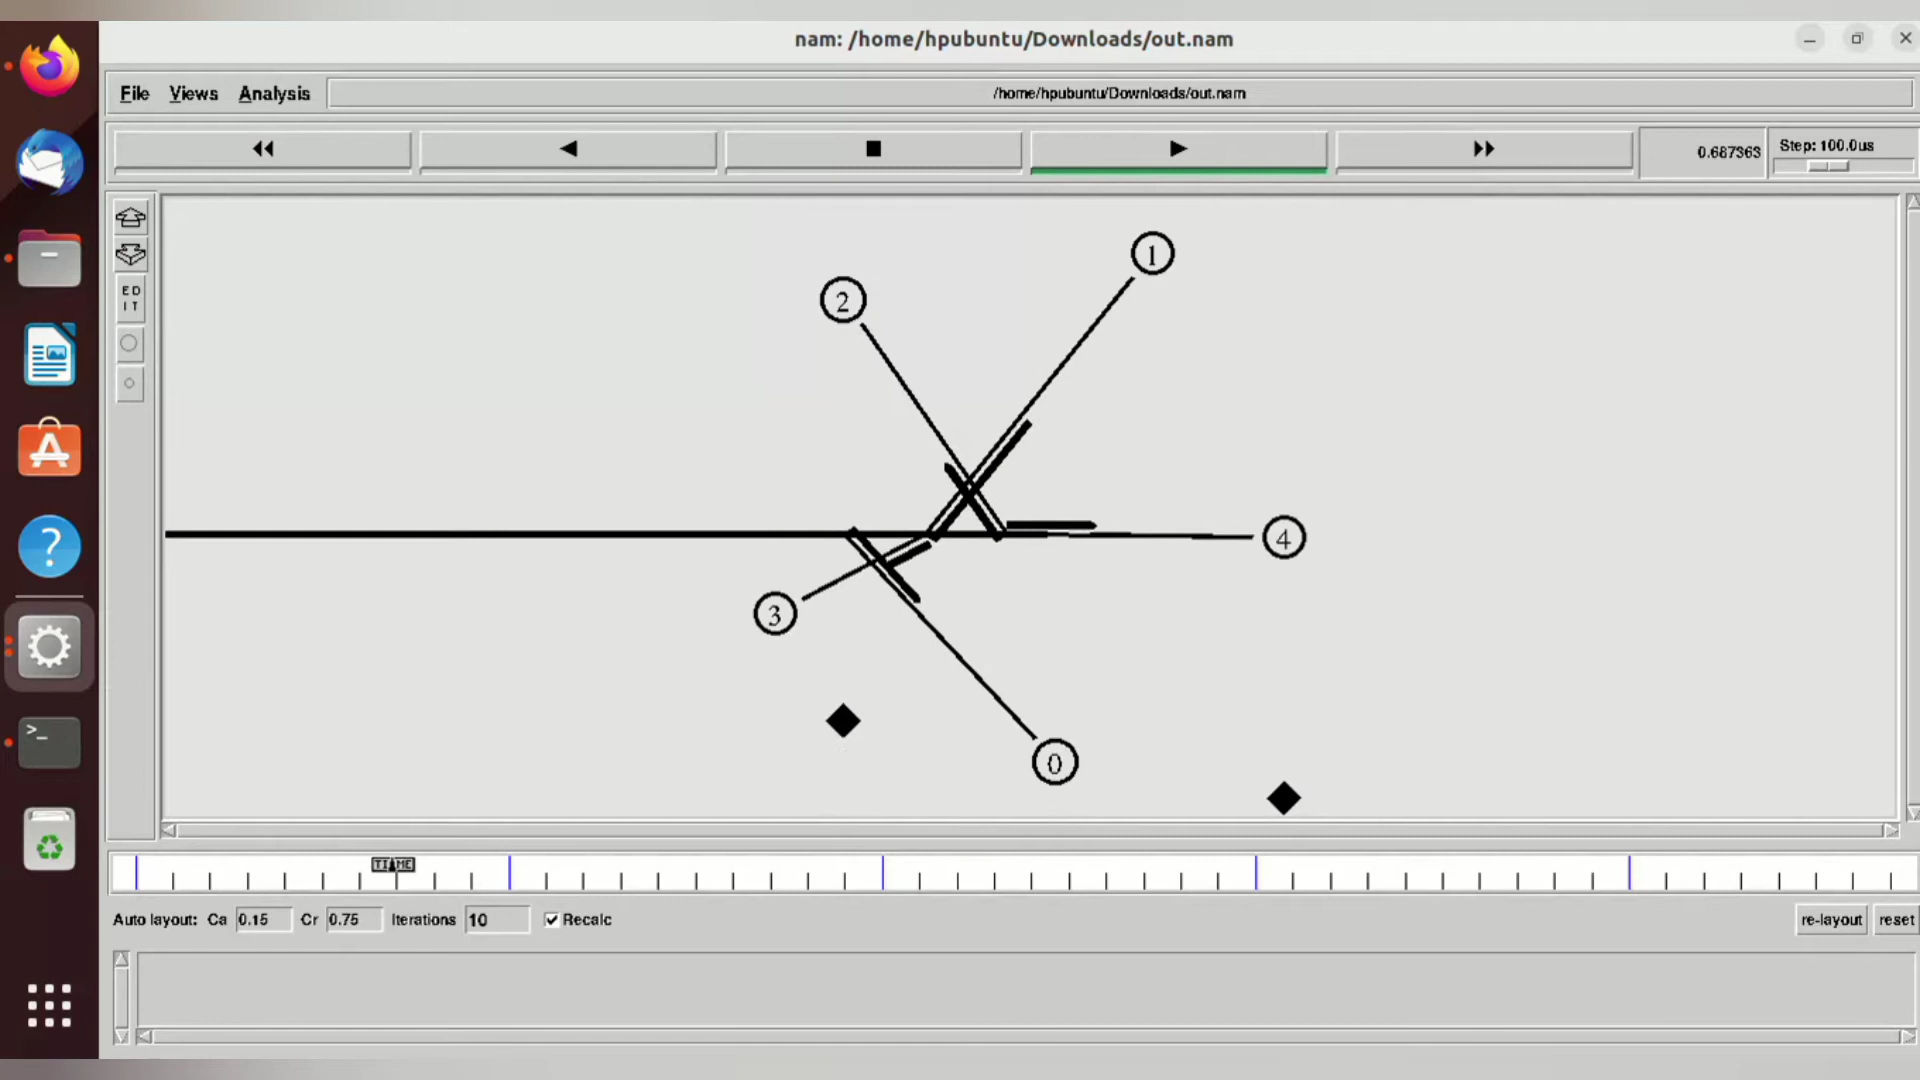 nam: /home/hpubuntu/Downloads/out.nam
File Views Analysis /home/hpubuntu/Downloads/out.nam
0.687363 Step: 100.0us
ED
IT
1
2
4
3
0
TIME
Auto layout: Ca 0.15 Cr 0.75 Iterations 10 Recalc re-layout reset